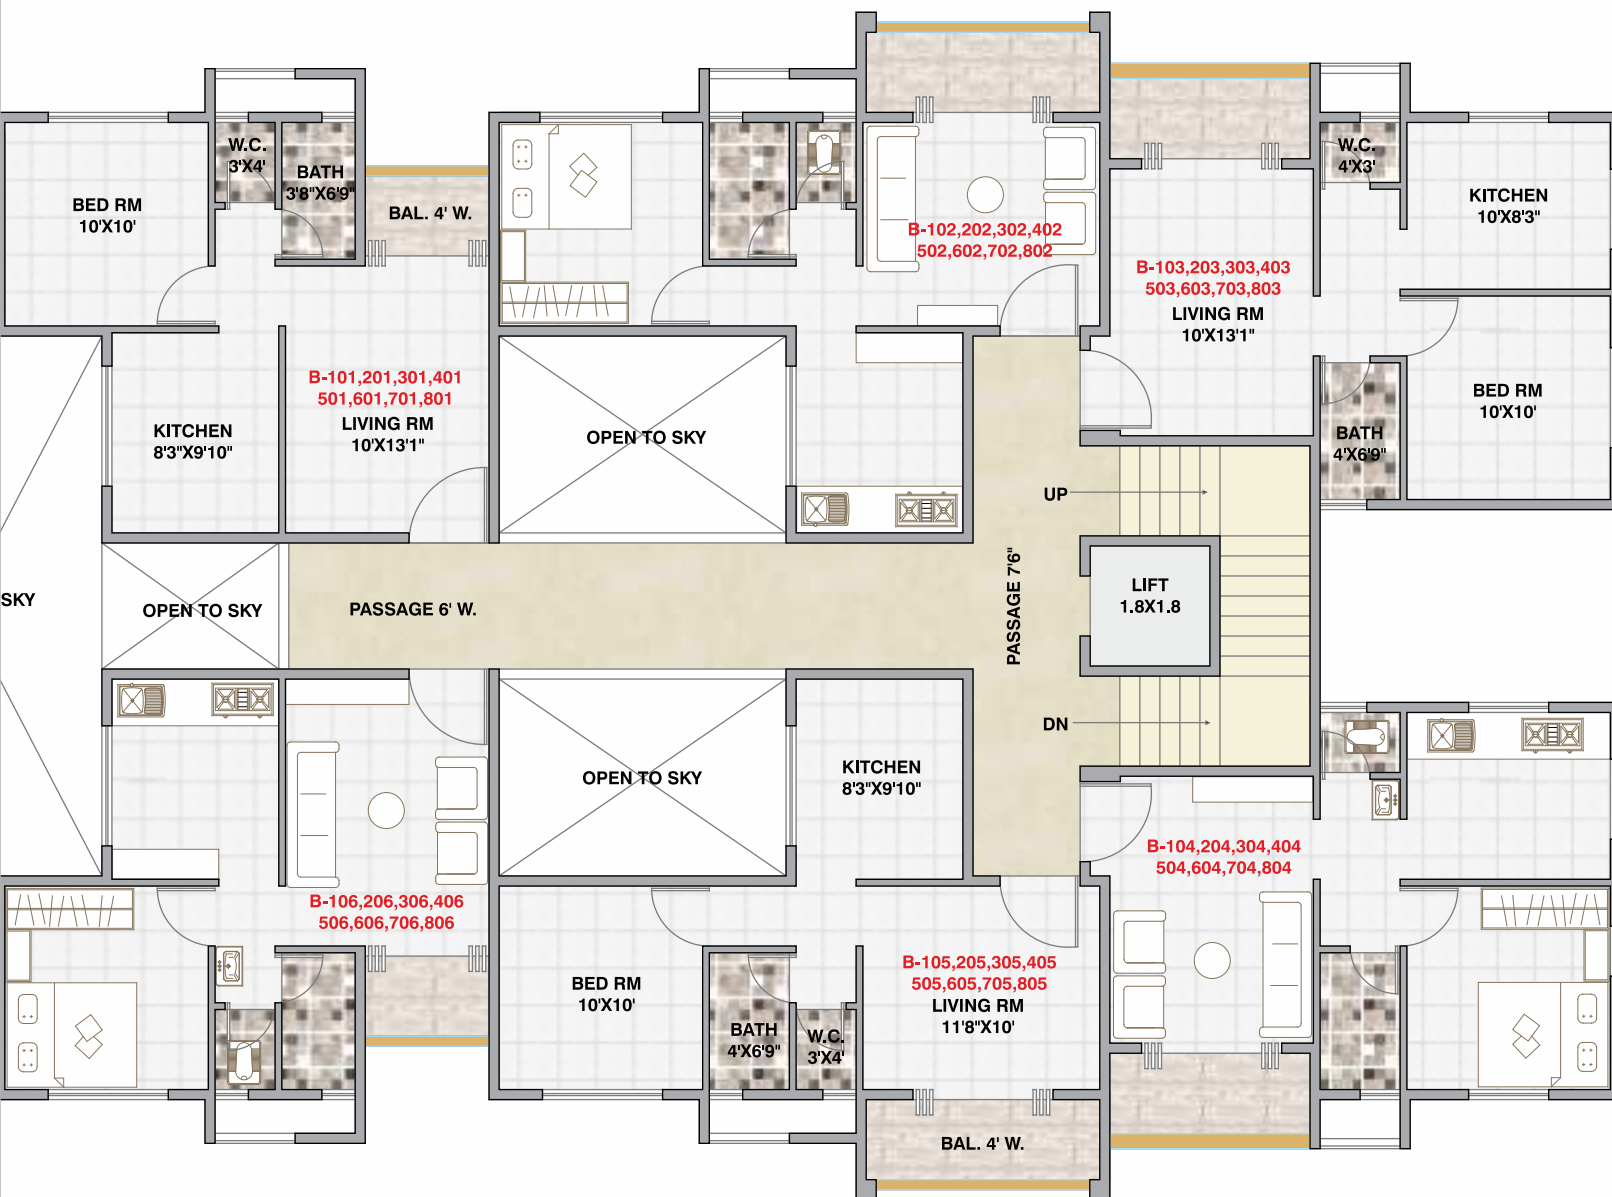 W.C.
3'X4'
BATH
3'8"X6'9"
BED RM
10'X10'
BAL. 4' W.
B-101,201,301,401
501,601,701,801
LIVING RM
10'X13'1"
KITCHEN
8'3"X9'10"
B-102,202,302,402
502,602,702,802
OPEN TO SKY
B-103,203,303,403
503,603,703,803
LIVING RM
10'X13'1"
W.C.
4'X3'
KITCHEN
10'X8'3"
BED RM
10'X10'
BATH
4'X6'9"
UP
SKY
OPEN TO SKY
PASSAGE 6' W.
PASSAGE 7'6"
LIFT
1.8X1.8
DN
OPEN TO SKY
KITCHEN
8'3"X9'10"
B-104,204,304,404
504,604,704,804
B-106,206,306,406
506,606,706,806
BED RM
10'X10'
B-105,205,305,405
505,605,705,805
LIVING RM
11'8"X10'
BATH
4'X6'9"
W.C.
3'X4'
BAL. 4' W.